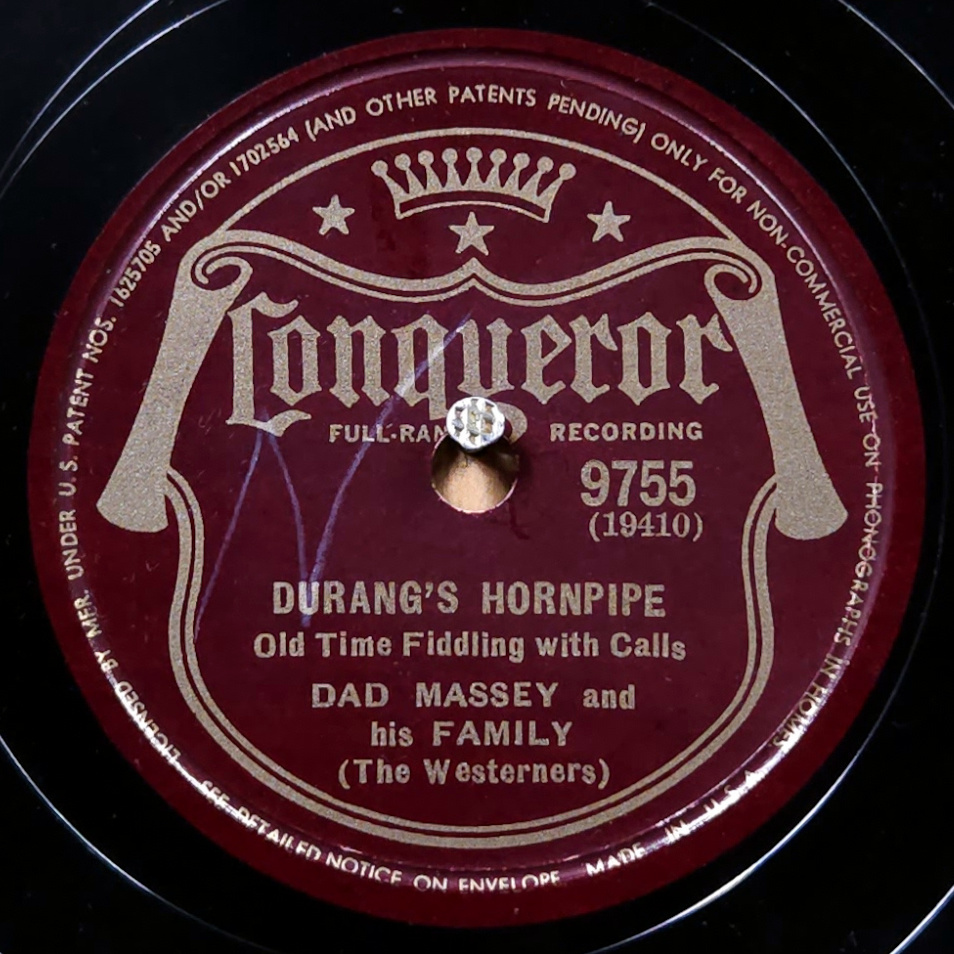 LICENSED BY MFR. UNDER U.S. PATENT NOS. 1625705 AND/OR 1702564 (AND OTHER PATENTS PENDING) ONLY FOR NON-COMMERCIAL USE ON PHONOGRAPHS IN HOMES.
Conqueror
RECORDING
9755
(19410)
DURANG'S HORNPIPE
Old Time Fiddling with Calls
DAD MASSEY and
his FAMILY
(The Westerners)
SEE DETAILED NOTICE ON ENVELOPE MADE IN U.S.A.